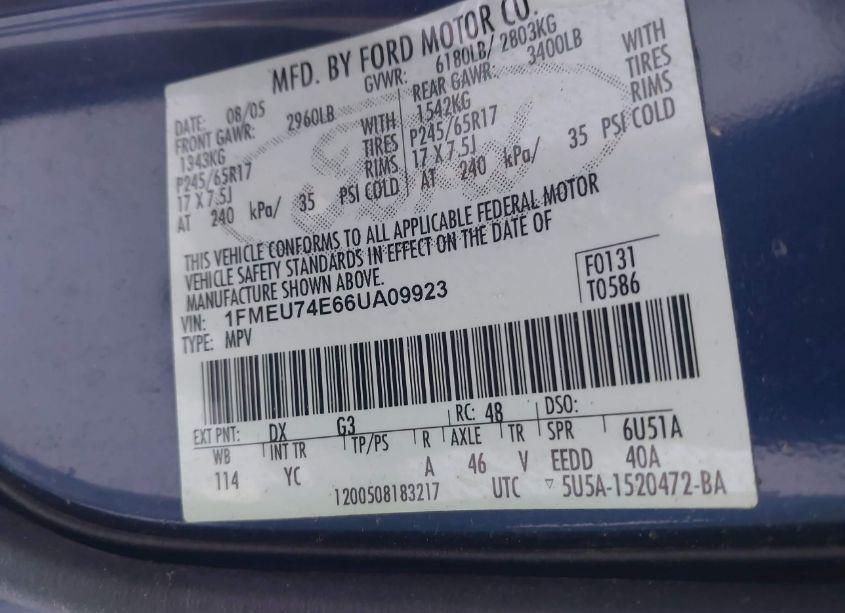 MFD. BY FORD MOTOR CO.
DATE: 08/05 GVWR: 6180LB/ 2803KG
FRONT GAWR: 2960LB REAR GAWR: 3400LB
1343KG WITH 1542KG WITH
P245/65R17 TIRES P245/65R17 TIRES
17 X 7.5J RIMS 17 X 7.5J RIMS
AT 240 kPa/ 35 PSI COLD AT 240 kPa/ 35 PSI COLD
THIS VEHICLE CONFORMS TO ALL APPLICABLE FEDERAL MOTOR
VEHICLE SAFETY STANDARDS IN EFFECT ON THE DATE OF
MANUFACTURE SHOWN ABOVE.
VIN: 1FMEU74E66UA09923
TYPE: MPV
F0131
T0586
EXT PNT: DX G3 RC: 48 DSO:
WB INT TR TP/PS R AXLE TR SPR 6U51A
114 YC A 46 V EEDD 40A
1200508183217 UTC ▽ 5U5A-1520472-BA